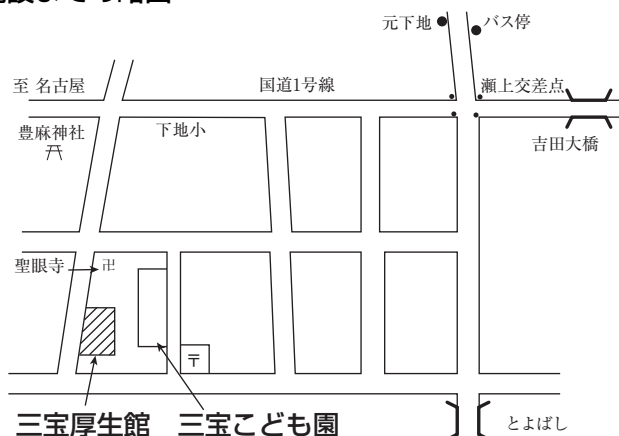 元下地 バス停
至 名古屋 国道1号線 瀬上交差点
豊麻神社 下地小 吉田大橋
聖眼寺 卍
〒
三宝厚生館 三宝こども園 とよばし